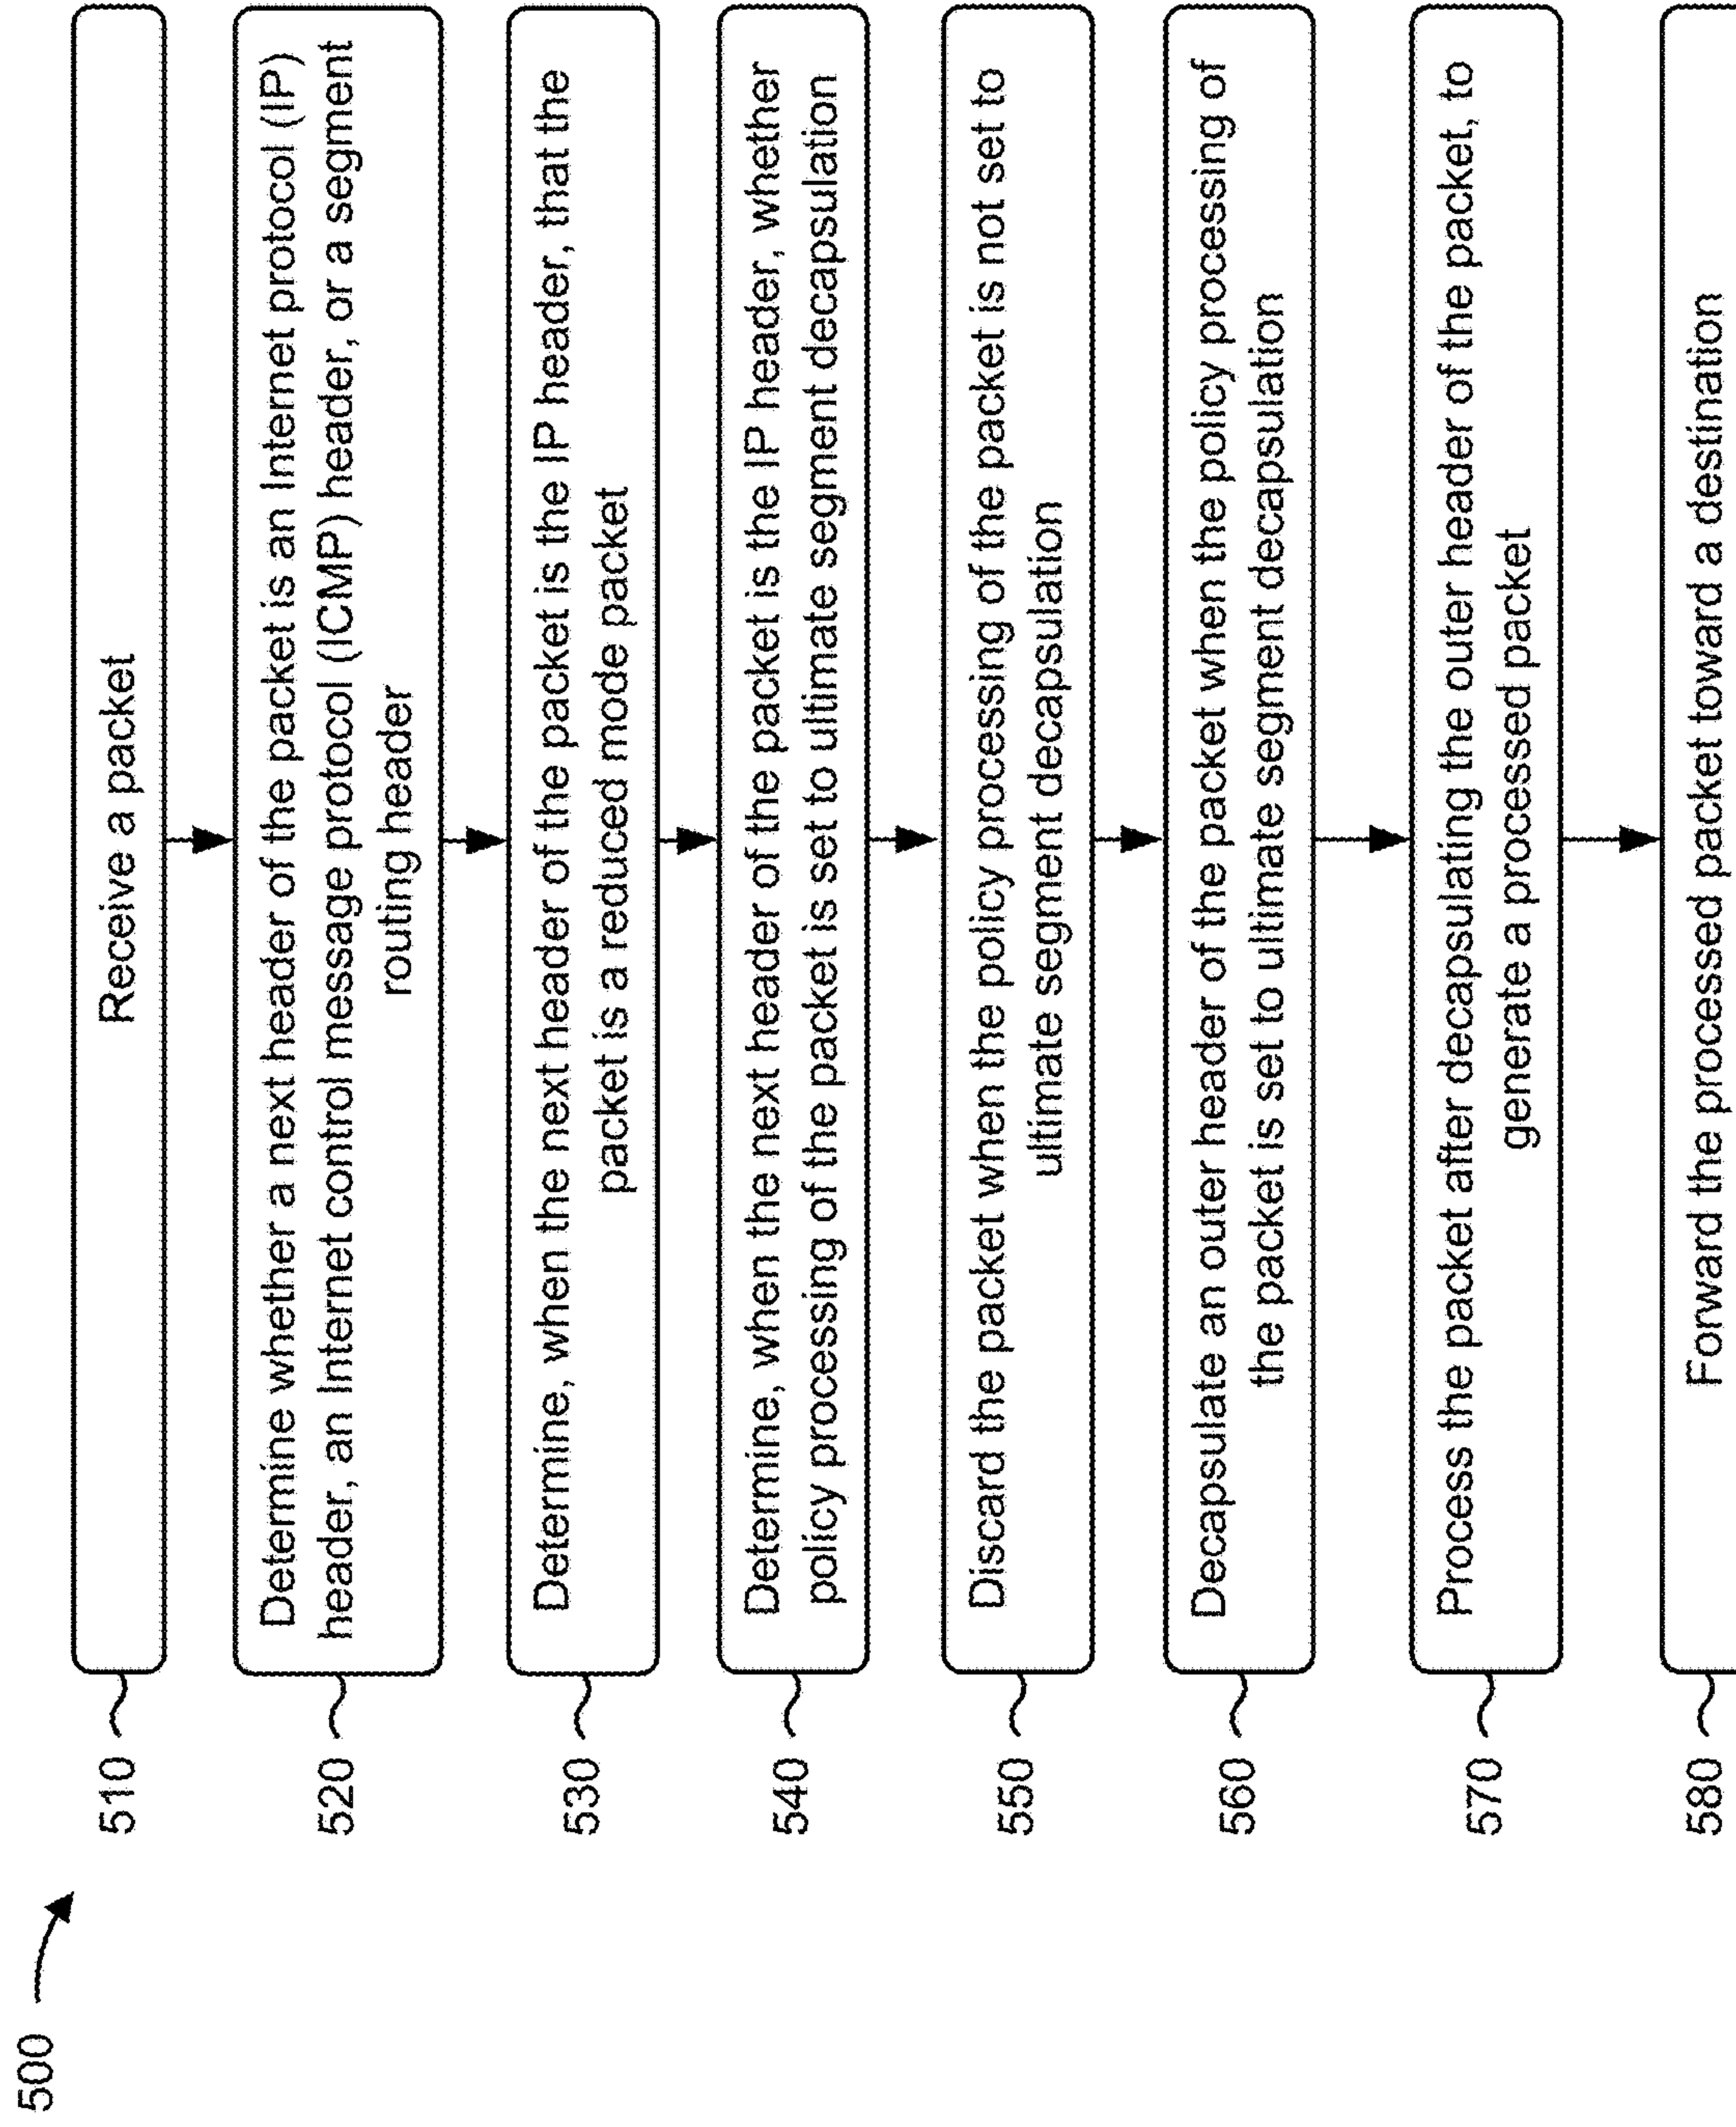 500
510
Receive a packet
520
Determine whether a next header of the packet is an Internet protocol (IP)
header, an Internet control message protocol (ICMP) header, or a segment
routing header
530
Determine, when the next header of the packet is the IP header, that the
packet is a reduced mode packet
540
Determine, when the next header of the packet is the IP header, whether
policy processing of the packet is set to ultimate segment decapsulation
550
Discard the packet when the policy processing of the packet is not set to
ultimate segment decapsulation
560
Decapsulate an outer header of the packet when the policy processing of
the packet is set to ultimate segment decapsulation
570
Process the packet after decapsulating the outer header of the packet, to
generate a processed packet
580
Forward the processed packet toward a destination